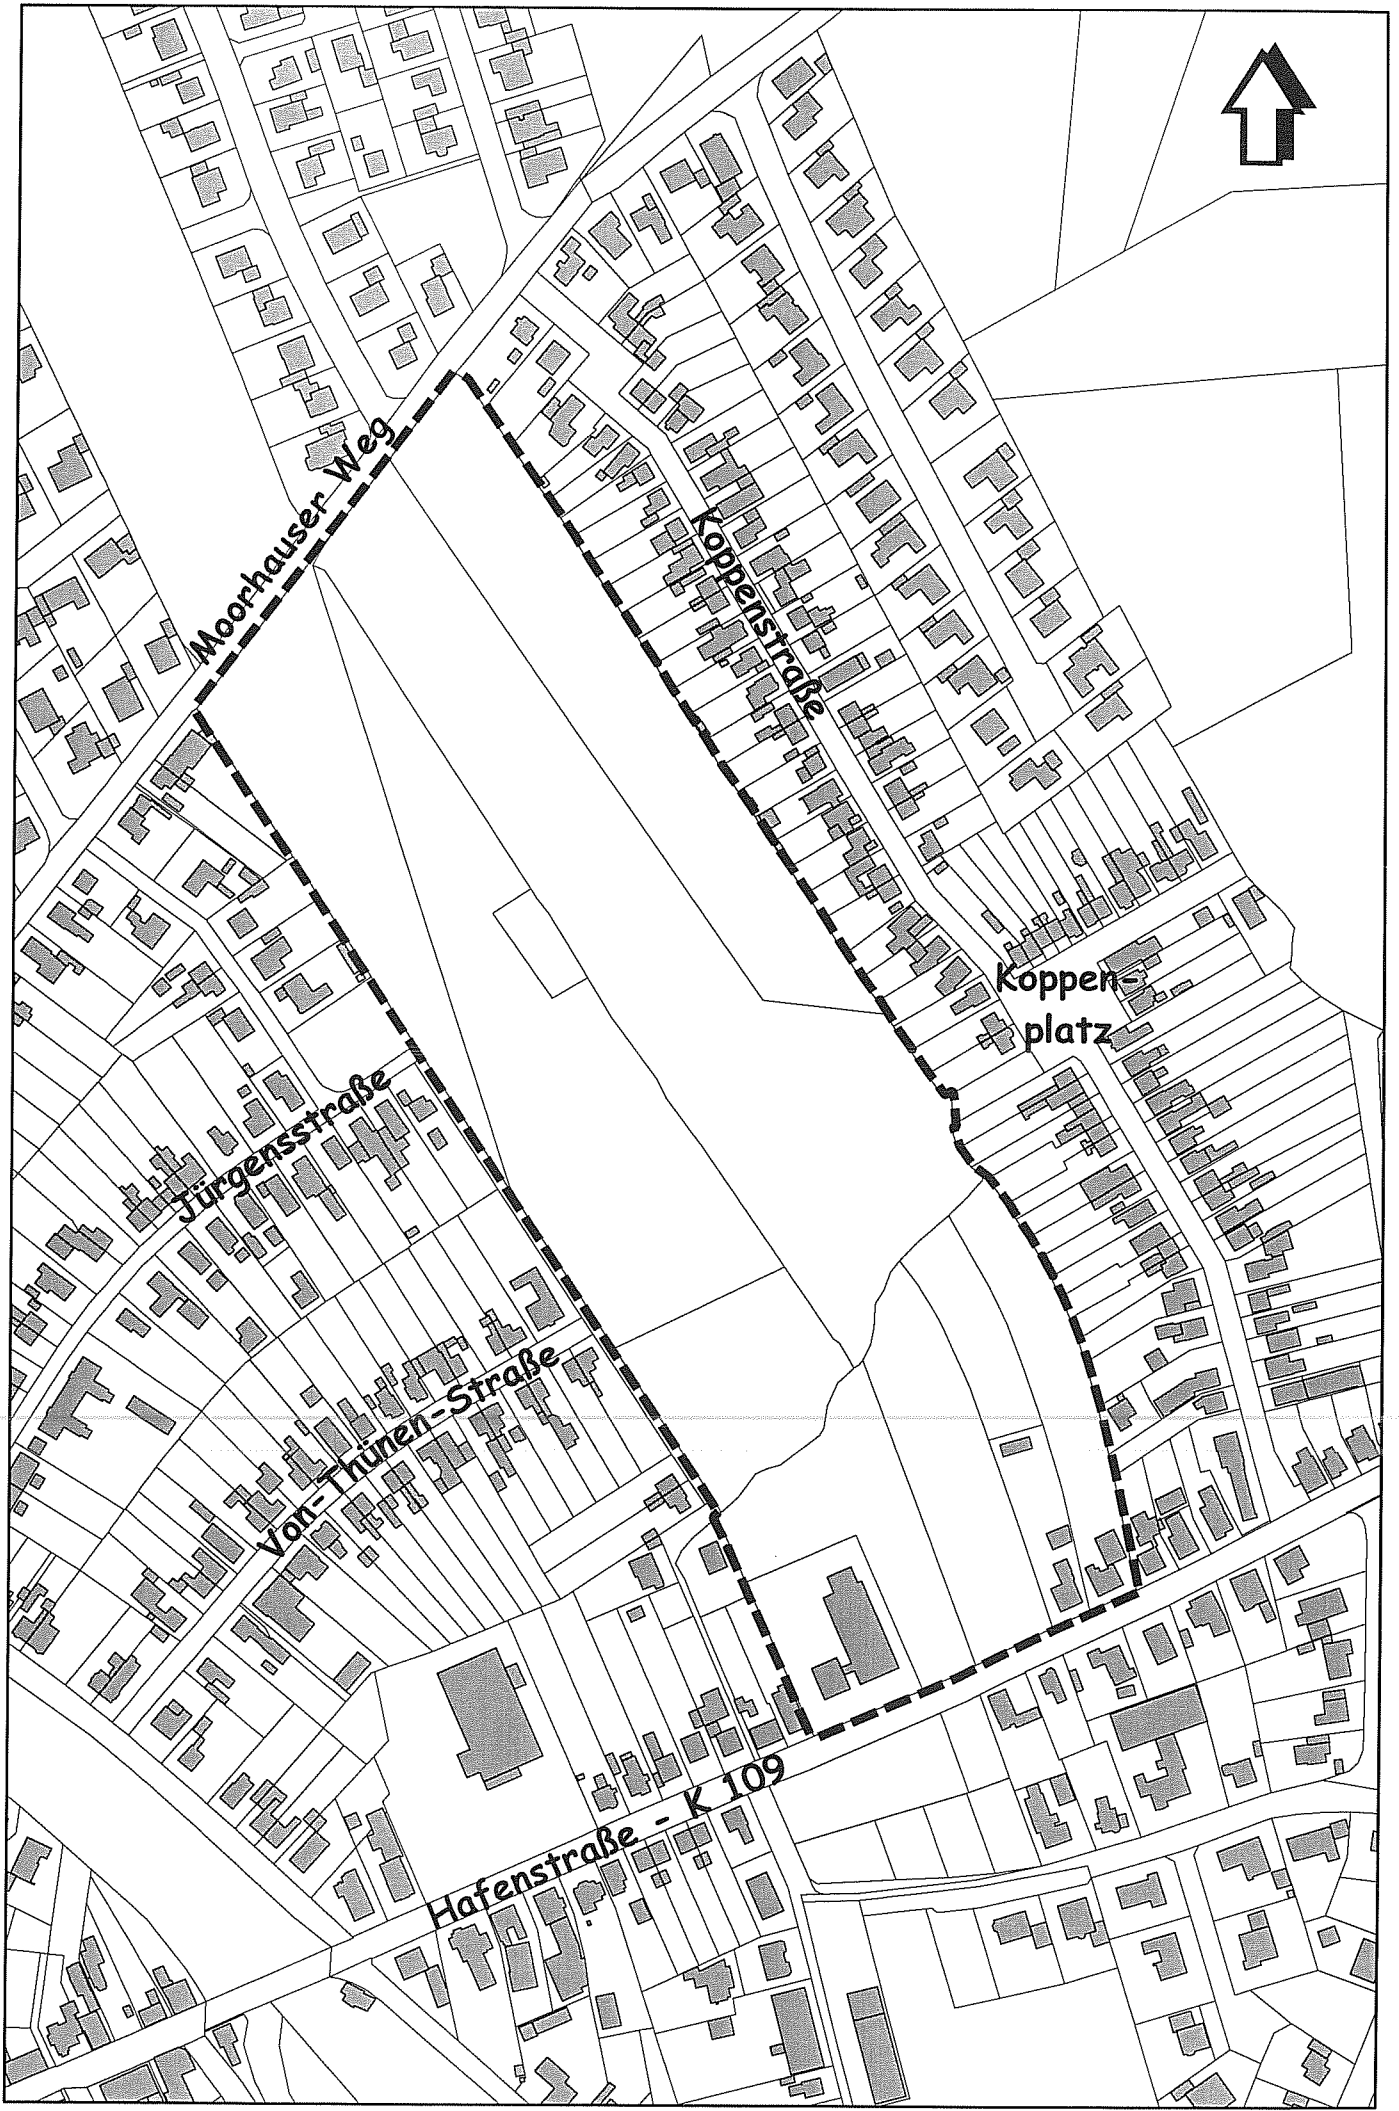 Moorhauser Weg
Koppenstraße
Koppen-
platz
Jürgensstraße
Von-Thünen-Straße
Hafenstraße - K 109